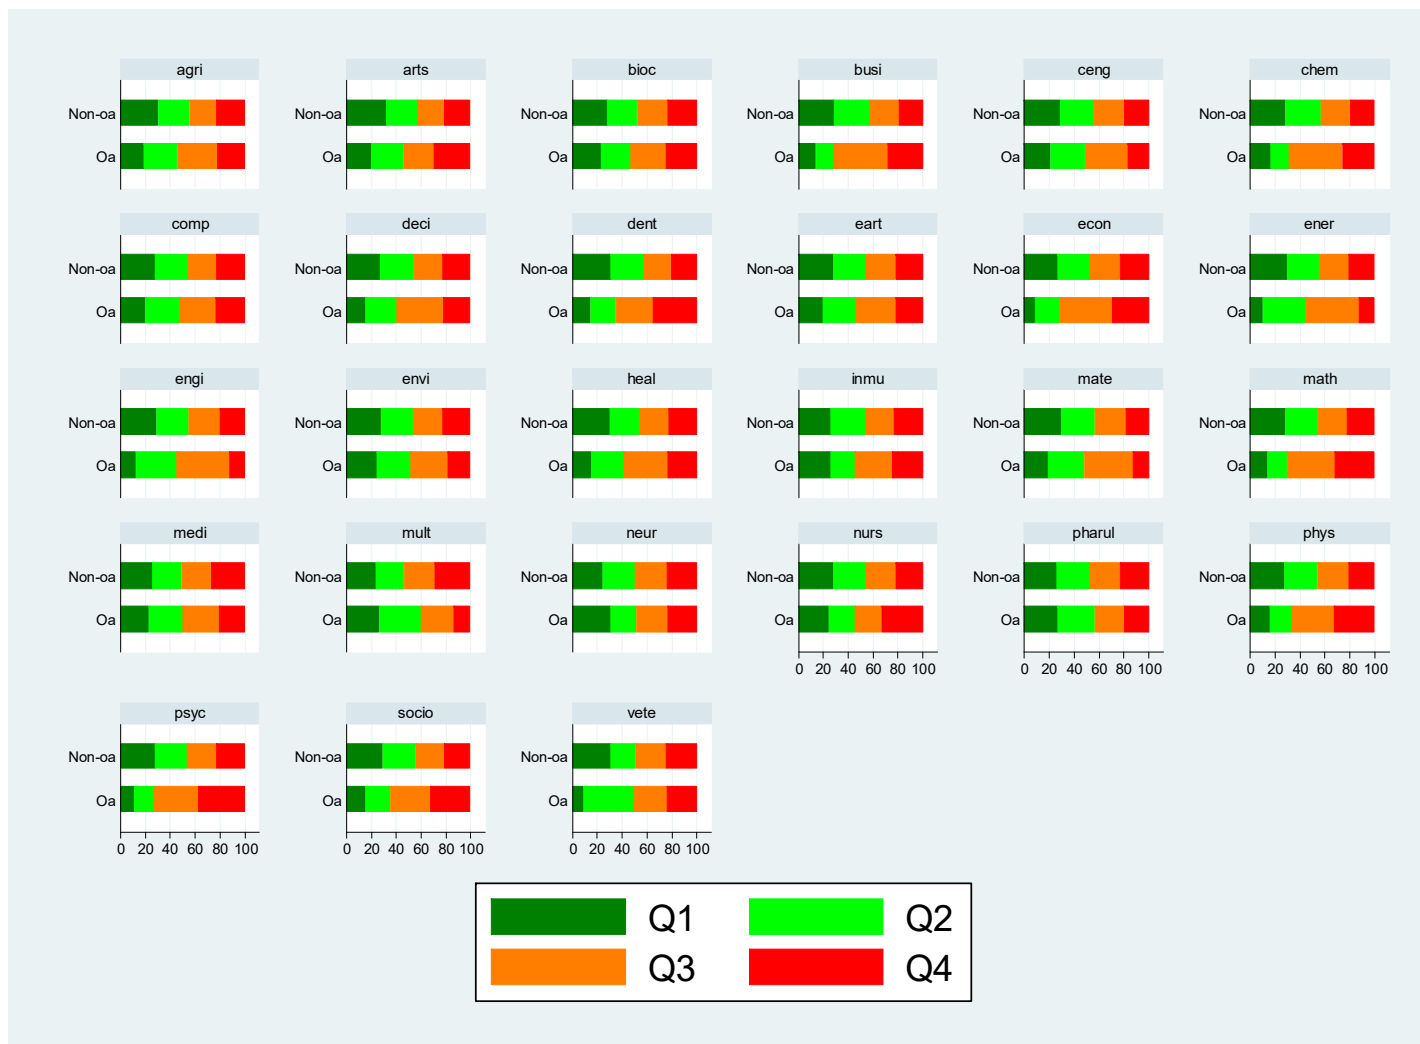 agri arts bioc busi ceng chem
Non-oa Non-oa Non-oa Non-oa Non-oa Non-oa
Oa Oa Oa Oa Oa Oa
comp deci dent eart econ ener
Non-oa Non-oa Non-oa Non-oa Non-oa Non-oa
Oa Oa Oa Oa Oa Oa
engi envi heal inmu mate math
Non-oa Non-oa Non-oa Non-oa Non-oa Non-oa
Oa Oa Oa Oa Oa Oa
medi mult neur nurs pharul phys
Non-oa Non-oa Non-oa Non-oa Non-oa Non-oa
Oa Oa Oa Oa Oa Oa
0 20 40 60 80 100 0 20 40 60 80 100 0 20 40 60 80 100
psyc socio vete
Non-oa Non-oa Non-oa
Oa Oa Oa
0 20 40 60 80 100 0 20 40 60 80 100 0 20 40 60 80 100
Q1 Q2
Q3 Q4